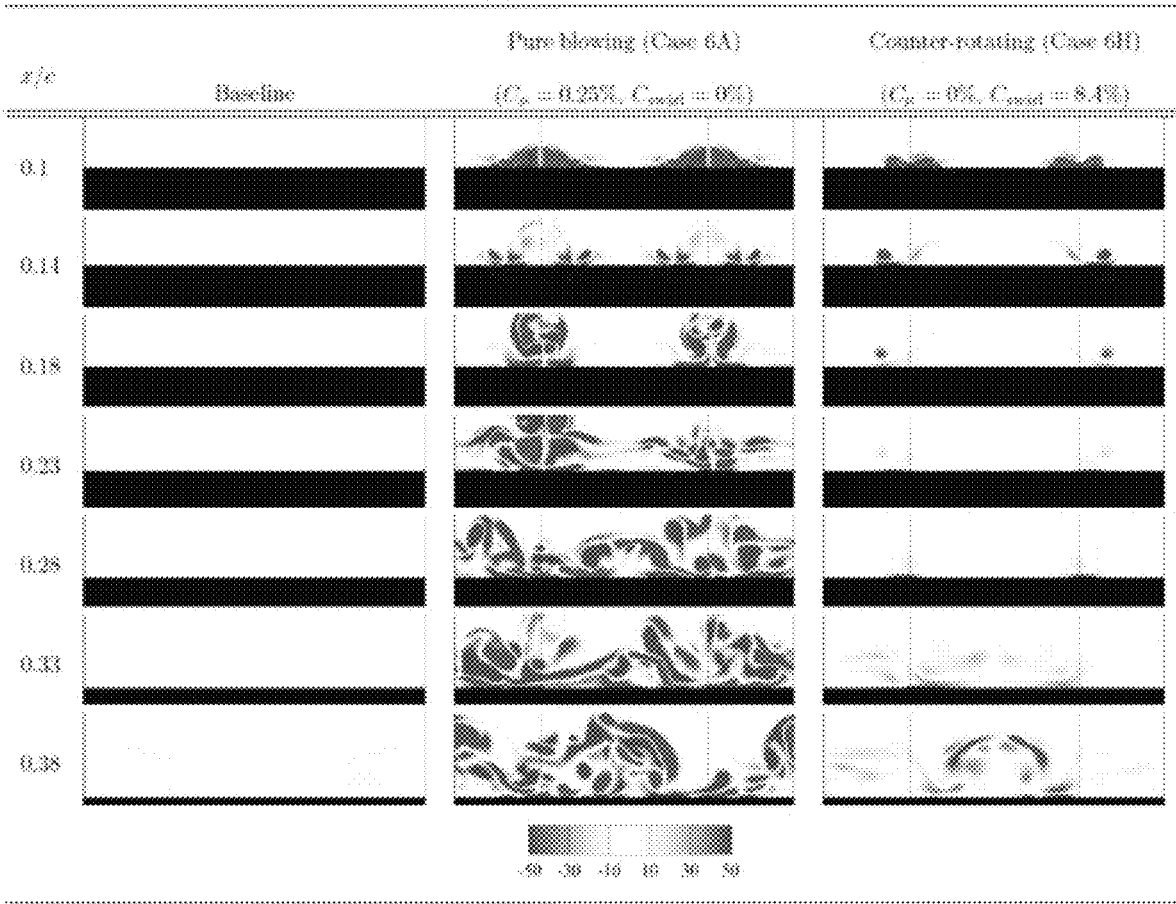 Pure blowing (Case 6A) Counter-rotating (Case 6H)
x/c
Baseline (Cμ = 0.25%, Cswirl = 0%) (Cμ = 0%, Cswirl = 8.4%)
0.1
0.14
0.18
0.23
0.28
0.33
0.38
-50 -30 -10 10 30 50